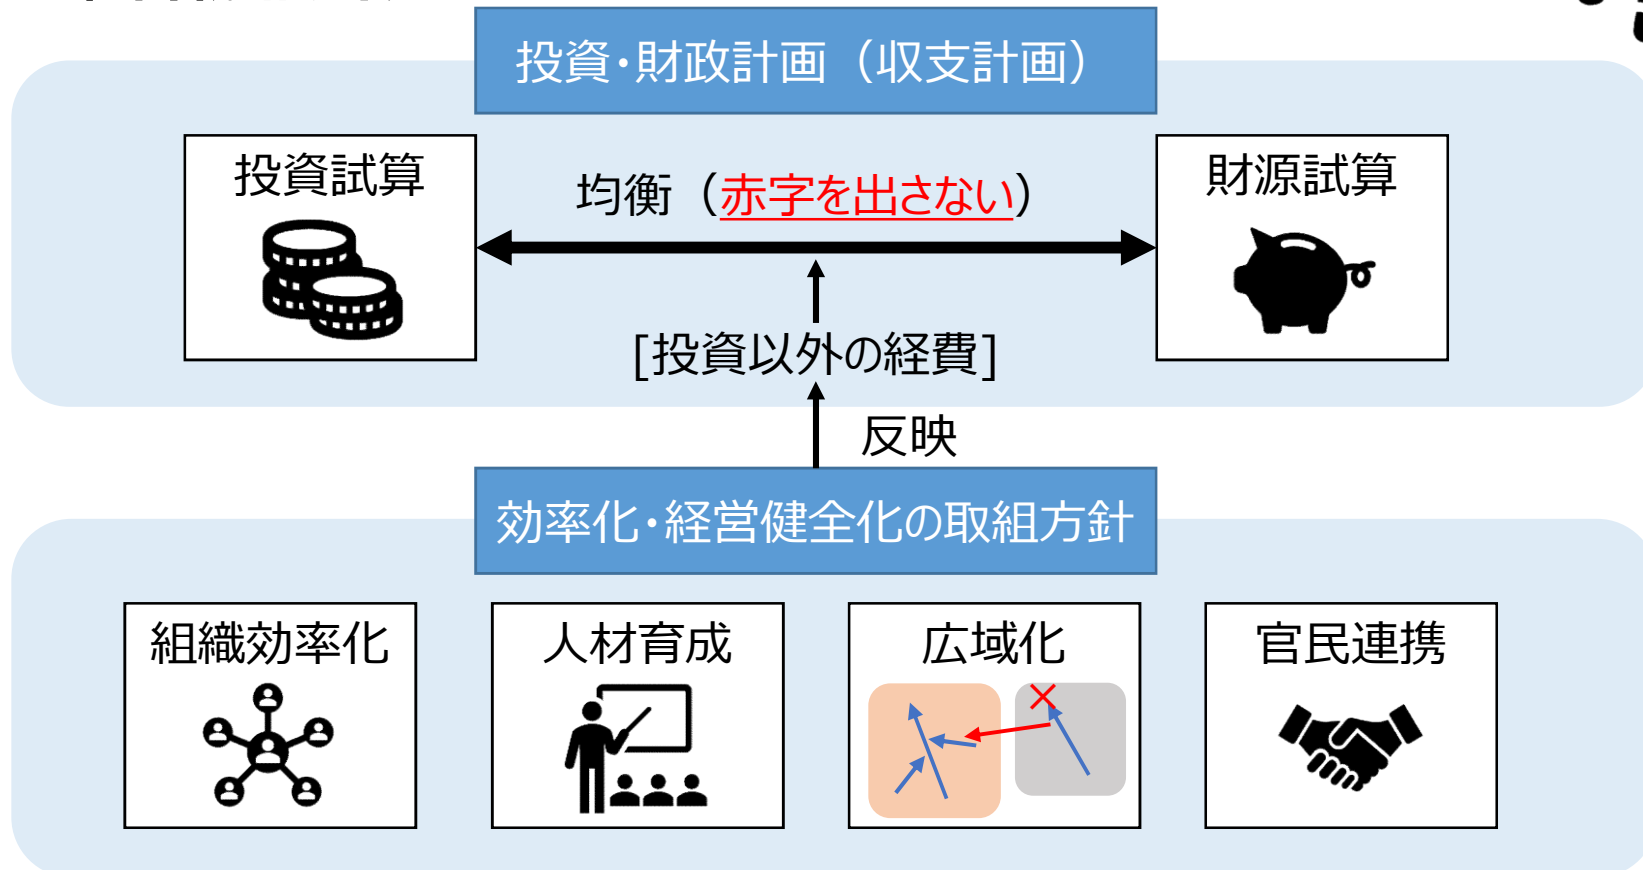 投資・財政計画（収支計画）
投資試算
均衡（赤字を出さない）
財源試算
[投資以外の経費]
反映
効率化・経営健全化の取組方針
組織効率化
人材育成
広域化
官民連携